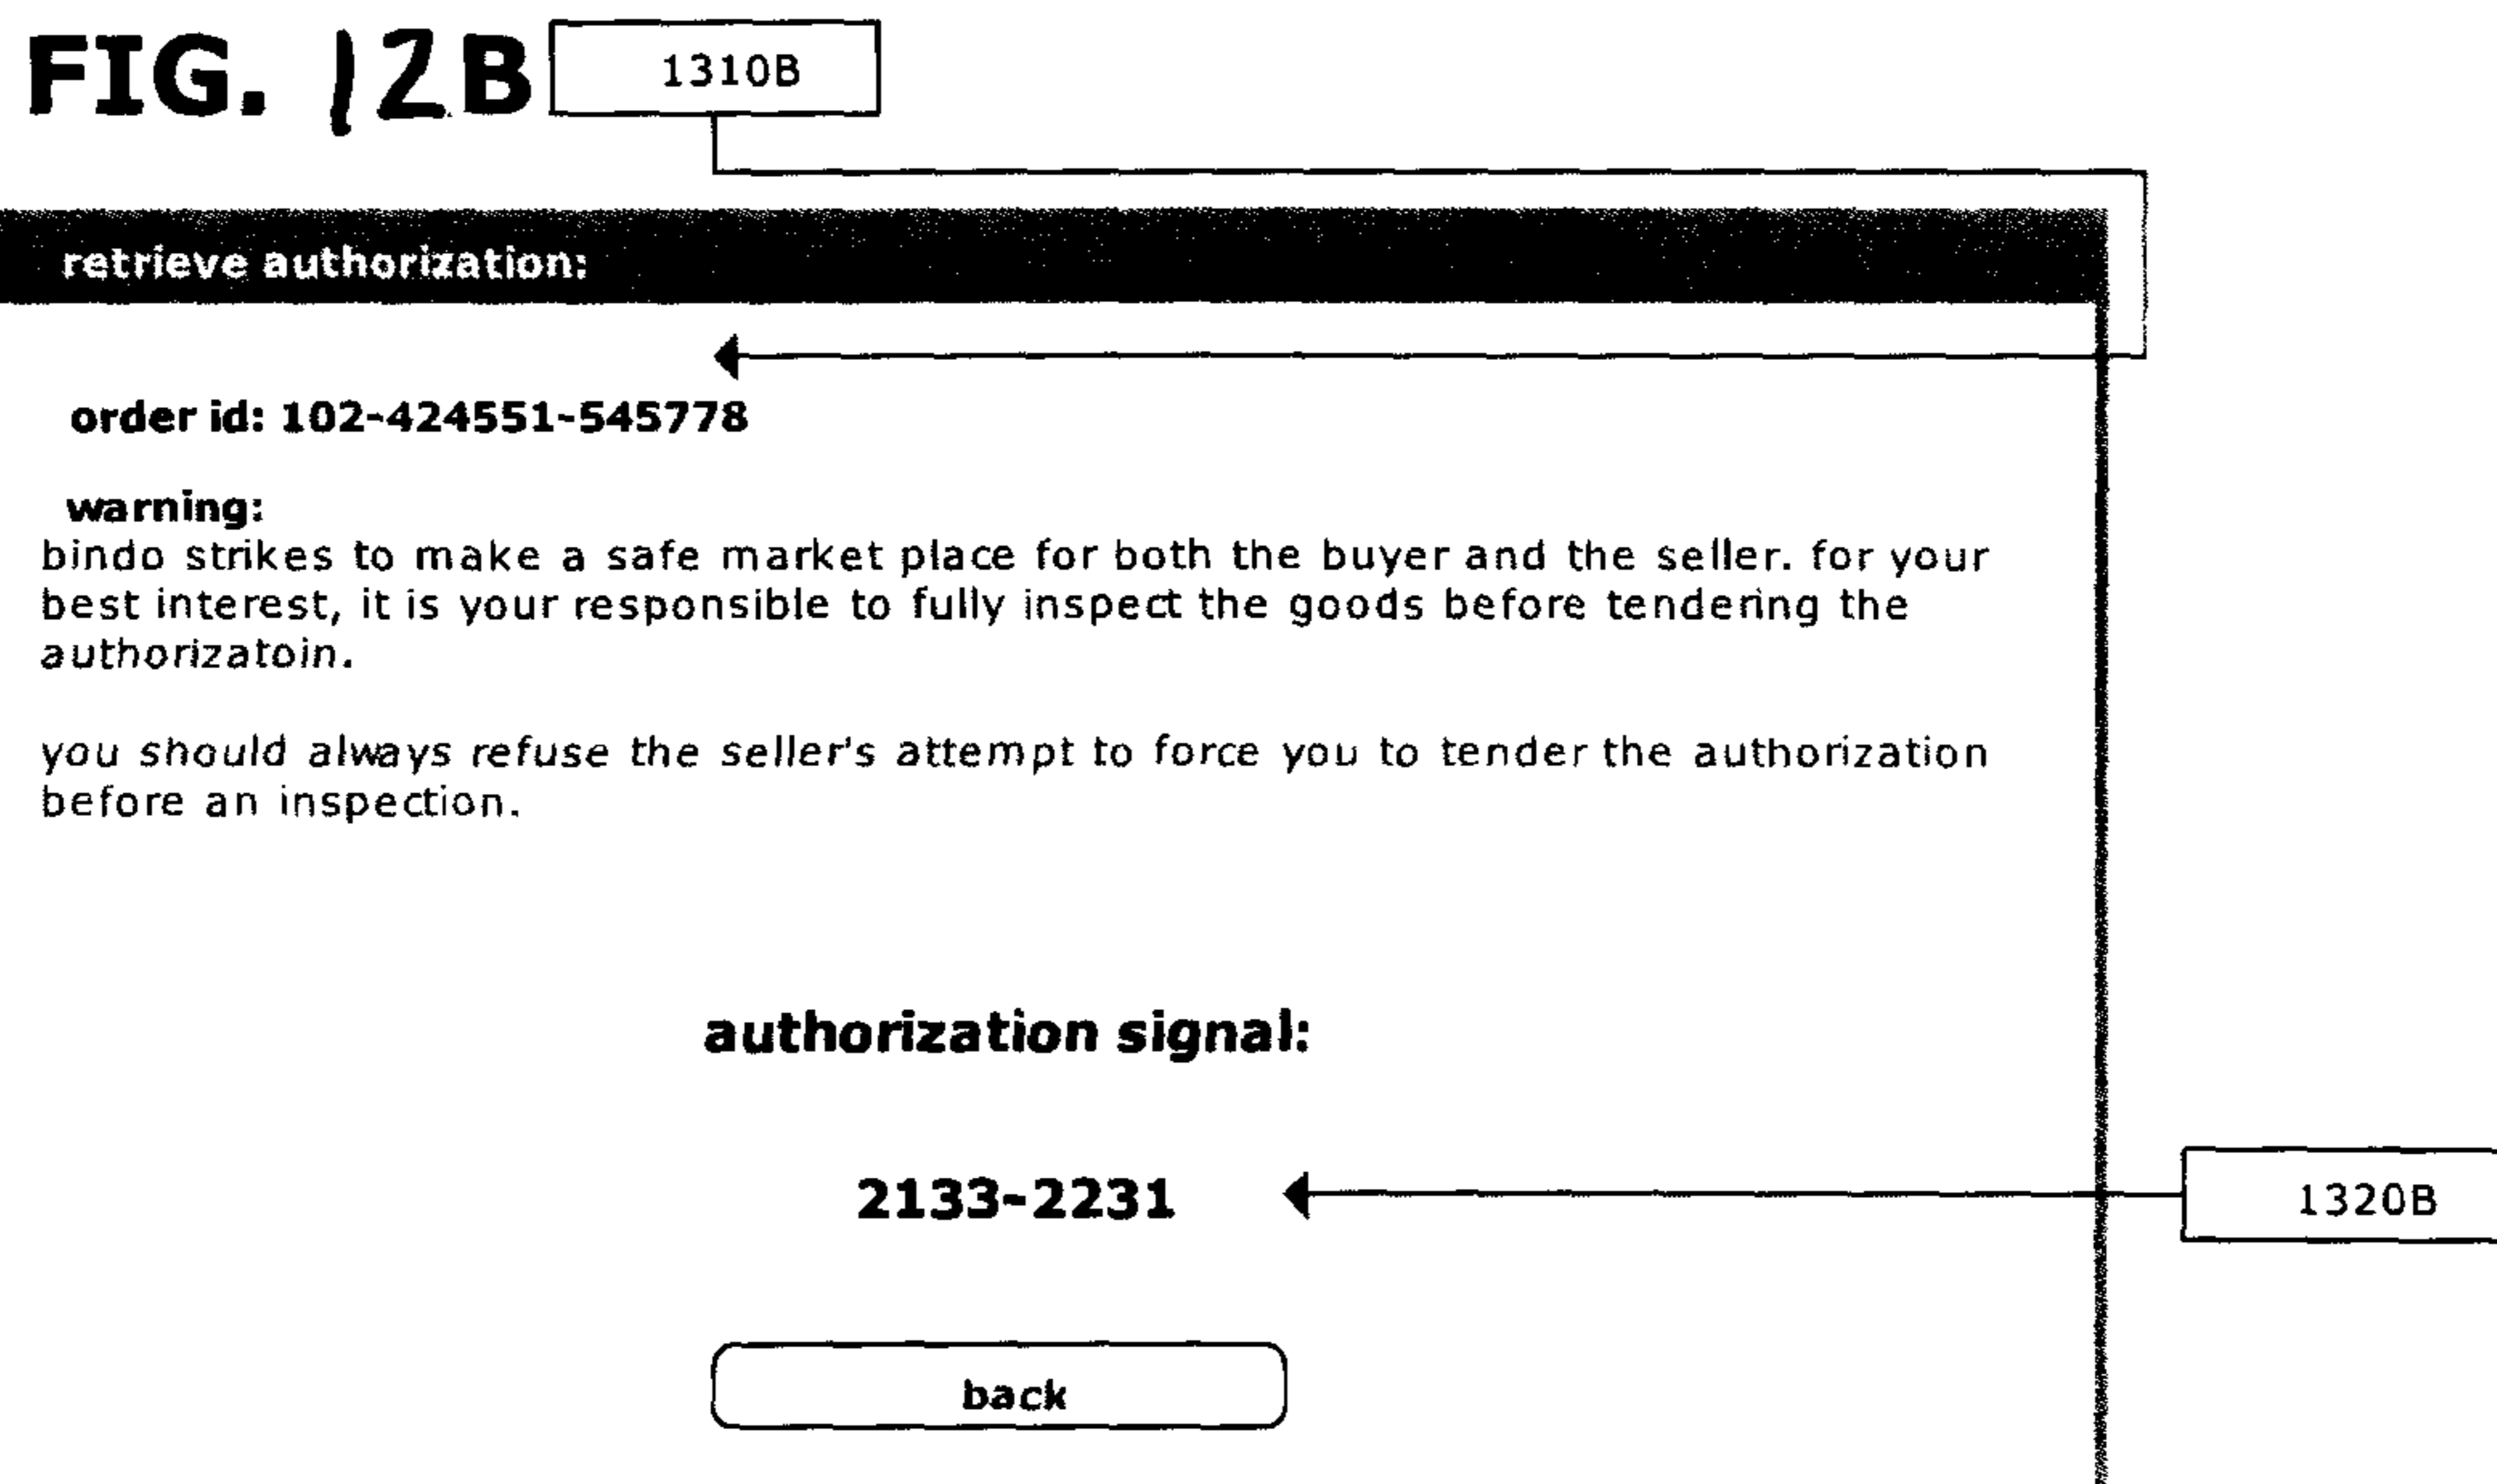 FIG. 12B
1310B
retrieve authorization:
order id: 102-424551-545778
warning:
bindo strikes to make a safe market place for both the buyer and the seller. for your
best interest, it is your responsible to fully inspect the goods before tendering the
authorizatoin.
you should always refuse the seller's attempt to force you to tender the authorization
before an inspection.
authorization signal:
2133-2231
1320B
back